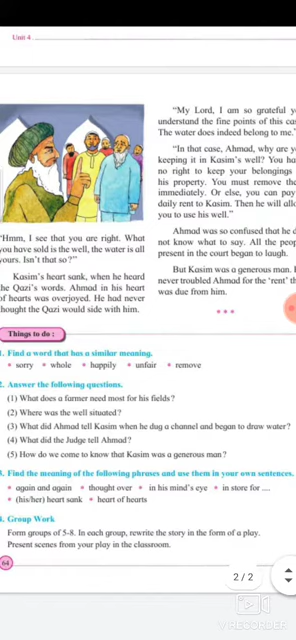 Unit 4
"Hmm, I see that you are right. What
you have sold is the well, the water is all
yours. Isn't that so?"
Kasim's heart sank, when he heard
the Qazi's words. Ahmad in his heart
of hearts was overjoyed. He had never
thought the Qazi would side with him.
"My Lord, I am so grateful
understand the fine points of this
The water does indeed belong to me."
"In that case, Ahmad, why are
keeping it in Kasim's well? You
no right to keep your belongings
his property. You must remove
immediately. Or else, you can pay
daily rent to Kasim. Then he will
you to use his well."
Ahmad was so confused that he
not know what to say. All the
present in the court began to laugh.
But Kasim was a generous man.
never troubled Ahmad for the 'rent'
was due from him.
* * *
Things to do :
1. Find a word that has a similar meaning.
* sorry * whole * happily * unfair * remove
2. Answer the following questions.
(1) What does a farmer need most for his fields?
(2) Where was the well situated?
(3) What did Ahmad tell Kasim when he dug a channel and began to draw water?
(4) What did the Judge tell Ahmad?
(5) How do we come to know that Kasim was a generous man?
3. Find the meaning of the following phrases and use them in your own sentences.
* again and again * thought over * in his mind's eye * in store for ....
* (his/her) heart sank * heart of hearts
4. Group Work
Form groups of 5-8. In each group, rewrite the story in the form of a play.
Present scenes from your play in the classroom.
64
2 / 2
V RECORDER